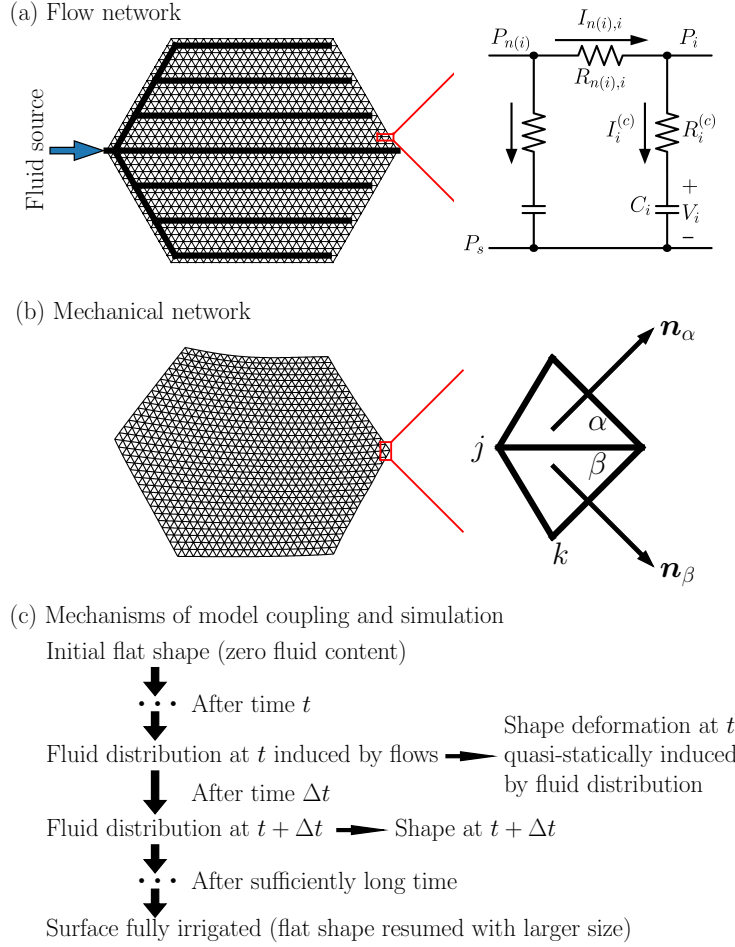 (a) Flow network
Fluid source
P_{n(i)}
I_{n(i),i}
P_i
R_{n(i),i}
I_i^{(c)}
R_i^{(c)}
C_i
+
V_i
−
P_s
(b) Mechanical network
n_α
α
j
β
k
n_β
(c) Mechanisms of model coupling and simulation
Initial flat shape (zero fluid content)
• • • After time t
Fluid distribution at t induced by flows
Shape deformation at t
quasi-statically induced
by fluid distribution
After time Δt
Fluid distribution at t + Δt
Shape at t + Δt
• • • After sufficiently long time
Surface fully irrigated (flat shape resumed with larger size)